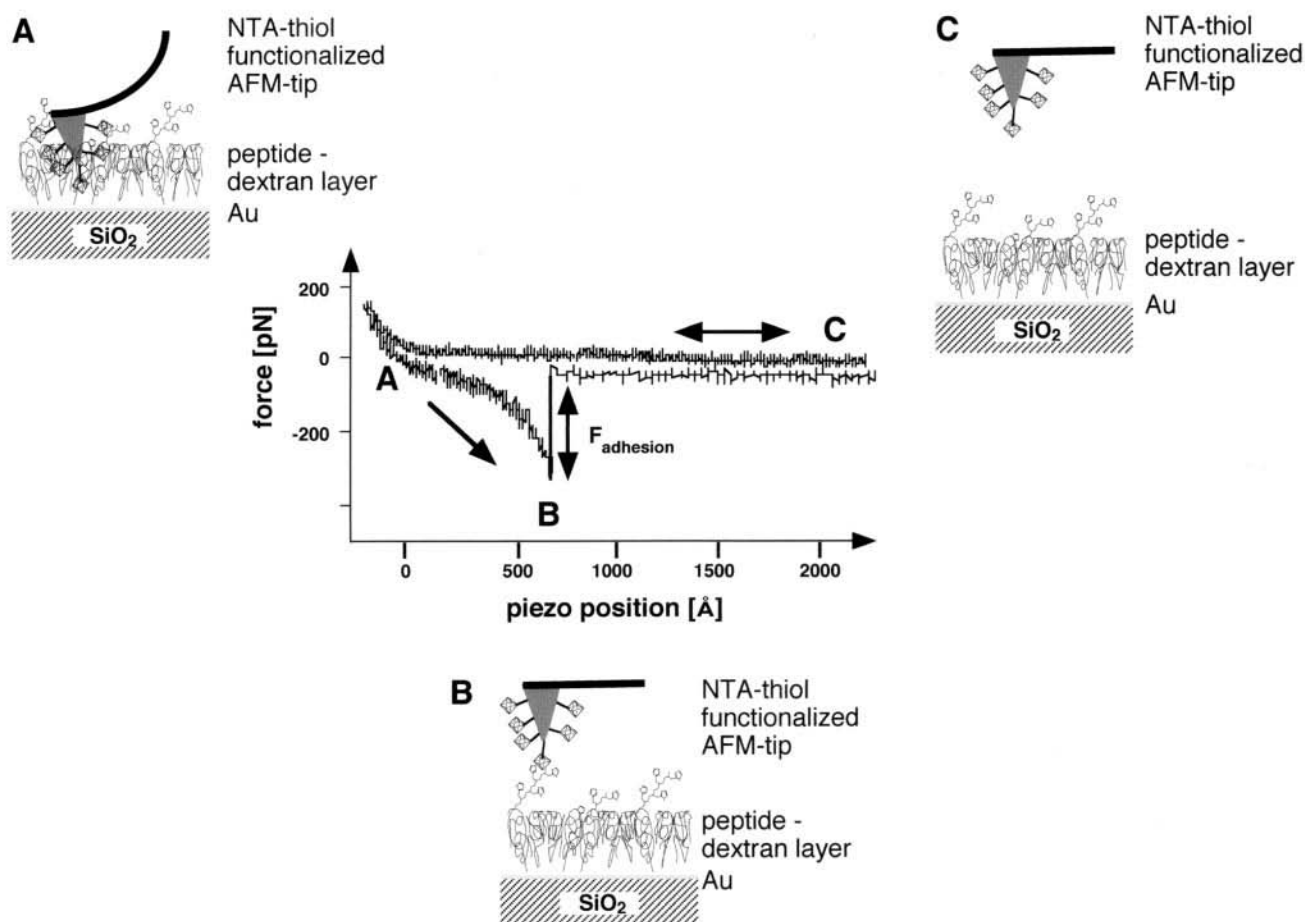 A
NTA-thiol
functionalized
AFM-tip
peptide -
dextran layer
Au
SiO2
C
NTA-thiol
functionalized
AFM-tip
peptide -
dextran layer
Au
SiO2
force [pN]
200
0
-200
A
B
C
Fadhesion
0
500
1000
1500
2000
piezo position [Å]
B
NTA-thiol
functionalized
AFM-tip
peptide -
dextran layer
Au
SiO2